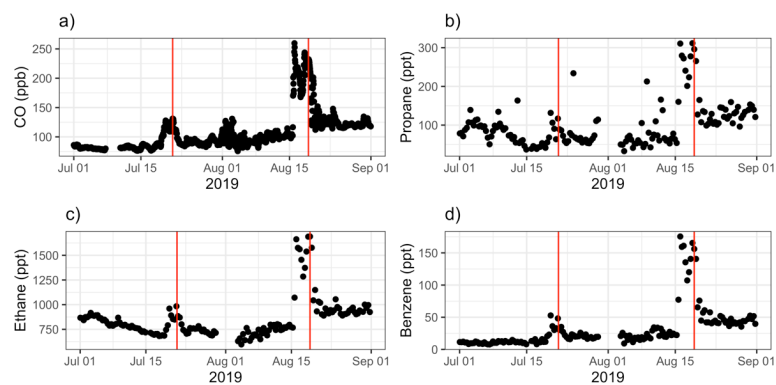 a)
CO (ppb)
250
200
150
100
Jul 01 Jul 15 Aug 01 Aug 15 Sep 01
2019
b)
Propane (ppt)
300
200
100
Jul 01 Jul 15 Aug 01 Aug 15 Sep 01
2019
c)
Ethane (ppt)
1500
1250
1000
750
Jul 01 Jul 15 Aug 01 Aug 15 Sep 01
2019
d)
Benzene (ppt)
150
100
50
0
Jul 01 Jul 15 Aug 01 Aug 15 Sep 01
2019